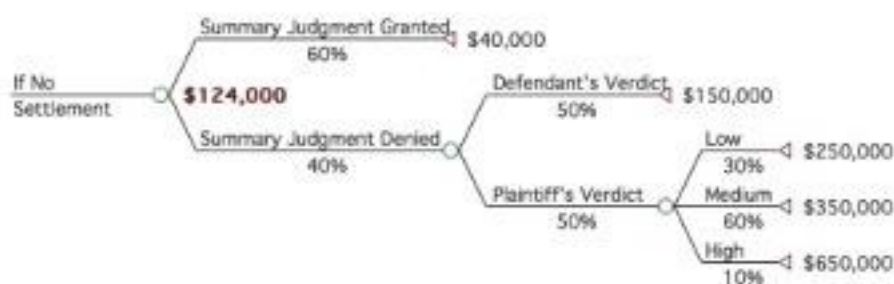 Summary Judgment Granted
60%
$40,000
If No
Settlement
$124,000
Defendant's Verdict
50%
$150,000
Summary Judgment Denied
40%
Low
30%
$250,000
Plaintiff's Verdict
50%
Medium
60%
$350,000
High
10%
$650,000